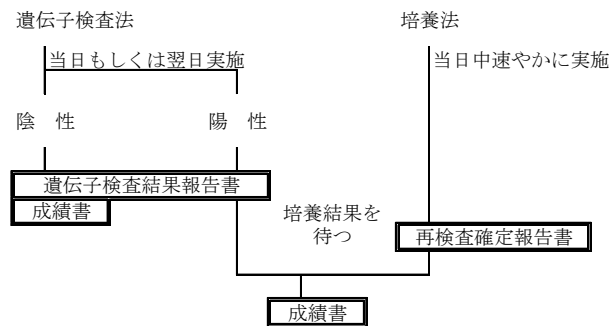 遺伝子検査法
培養法
当日もしくは翌日実施
当日中速やかに実施
陰　性
陽　性
遺伝子検査結果報告書
成績書
培養結果を
待つ
再検査確定報告書
成績書